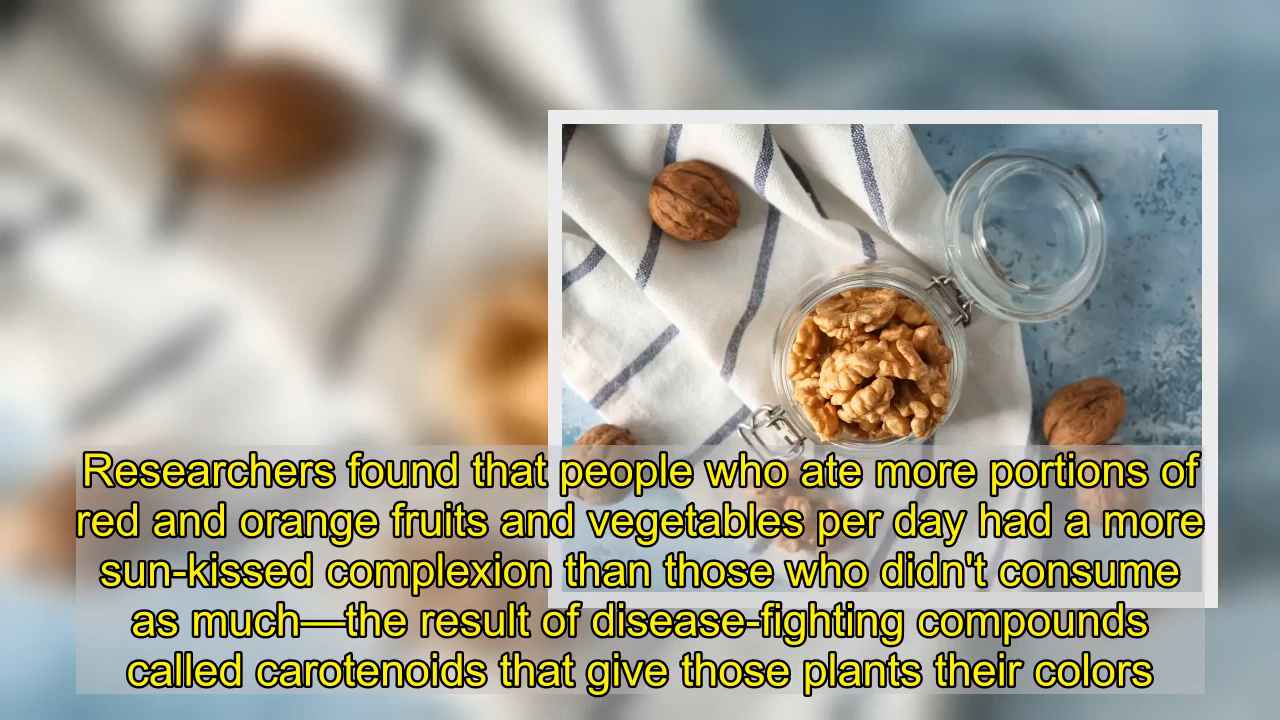 Researchers found that people who ate more portions of
red and orange fruits and vegetables per day had a more
sun-kissed complexion than those who didn't consume
as much—the result of disease-fighting compounds
called carotenoids that give those plants their colors